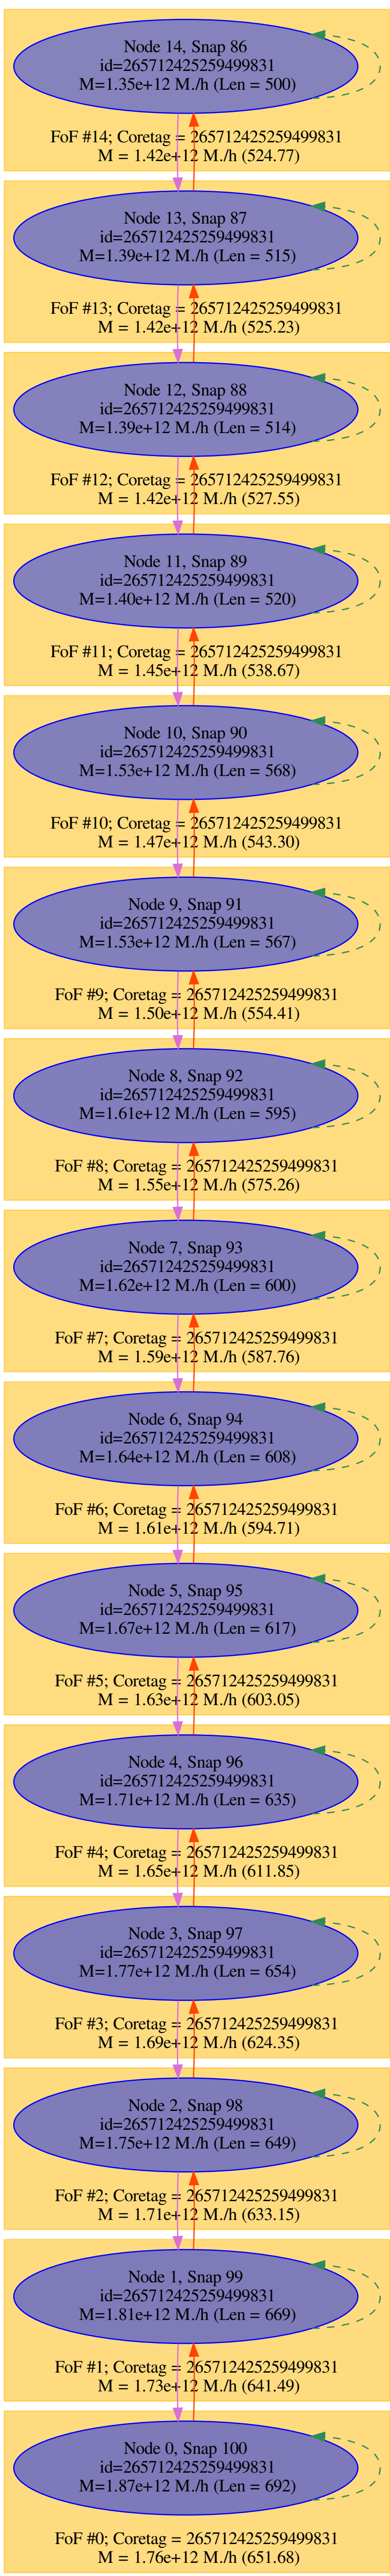 Node 14, Snap 86
id=265712425259499831
M=1.35e+12 M./h (Len = 500)
FoF #14; Coretag = 265712425259499831
M = 1.42e+12 M./h (524.77)
Node 13, Snap 87
id=265712425259499831
M=1.39e+12 M./h (Len = 515)
FoF #13; Coretag = 265712425259499831
M = 1.42e+12 M./h (525.23)
Node 12, Snap 88
id=265712425259499831
M=1.39e+12 M./h (Len = 514)
FoF #12; Coretag = 265712425259499831
M = 1.42e+12 M./h (527.55)
Node 11, Snap 89
id=265712425259499831
M=1.40e+12 M./h (Len = 520)
FoF #11; Coretag = 265712425259499831
M = 1.45e+12 M./h (538.67)
Node 10, Snap 90
id=265712425259499831
M=1.53e+12 M./h (Len = 568)
FoF #10; Coretag = 265712425259499831
M = 1.47e+12 M./h (543.30)
Node 9, Snap 91
id=265712425259499831
M=1.53e+12 M./h (Len = 567)
FoF #9; Coretag = 265712425259499831
M = 1.50e+12 M./h (554.41)
Node 8, Snap 92
id=265712425259499831
M=1.61e+12 M./h (Len = 595)
FoF #8; Coretag = 265712425259499831
M = 1.55e+12 M./h (575.26)
Node 7, Snap 93
id=265712425259499831
M=1.62e+12 M./h (Len = 600)
FoF #7; Coretag = 265712425259499831
M = 1.59e+12 M./h (587.76)
Node 6, Snap 94
id=265712425259499831
M=1.64e+12 M./h (Len = 608)
FoF #6; Coretag = 265712425259499831
M = 1.61e+12 M./h (594.71)
Node 5, Snap 95
id=265712425259499831
M=1.67e+12 M./h (Len = 617)
FoF #5; Coretag = 265712425259499831
M = 1.63e+12 M./h (603.05)
Node 4, Snap 96
id=265712425259499831
M=1.71e+12 M./h (Len = 635)
FoF #4; Coretag = 265712425259499831
M = 1.65e+12 M./h (611.85)
Node 3, Snap 97
id=265712425259499831
M=1.77e+12 M./h (Len = 654)
FoF #3; Coretag = 265712425259499831
M = 1.69e+12 M./h (624.35)
Node 2, Snap 98
id=265712425259499831
M=1.75e+12 M./h (Len = 649)
FoF #2; Coretag = 265712425259499831
M = 1.71e+12 M./h (633.15)
Node 1, Snap 99
id=265712425259499831
M=1.81e+12 M./h (Len = 669)
FoF #1; Coretag = 265712425259499831
M = 1.73e+12 M./h (641.49)
Node 0, Snap 100
id=265712425259499831
M=1.87e+12 M./h (Len = 692)
FoF #0; Coretag = 265712425259499831
M = 1.76e+12 M./h (651.68)